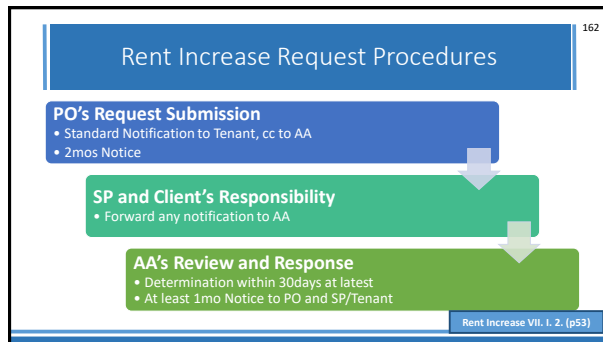 162
Rent Increase Request Procedures
PO's Request Submission
• Standard Notification to Tenant, cc to AA
• 2mos Notice
SP and Client's Responsibility
• Forward any notification to AA
AA's Review and Response
• Determination within 30days at latest
• At least 1mo Notice to PO and SP/Tenant
Rent Increase VII. I. 2. (p53)